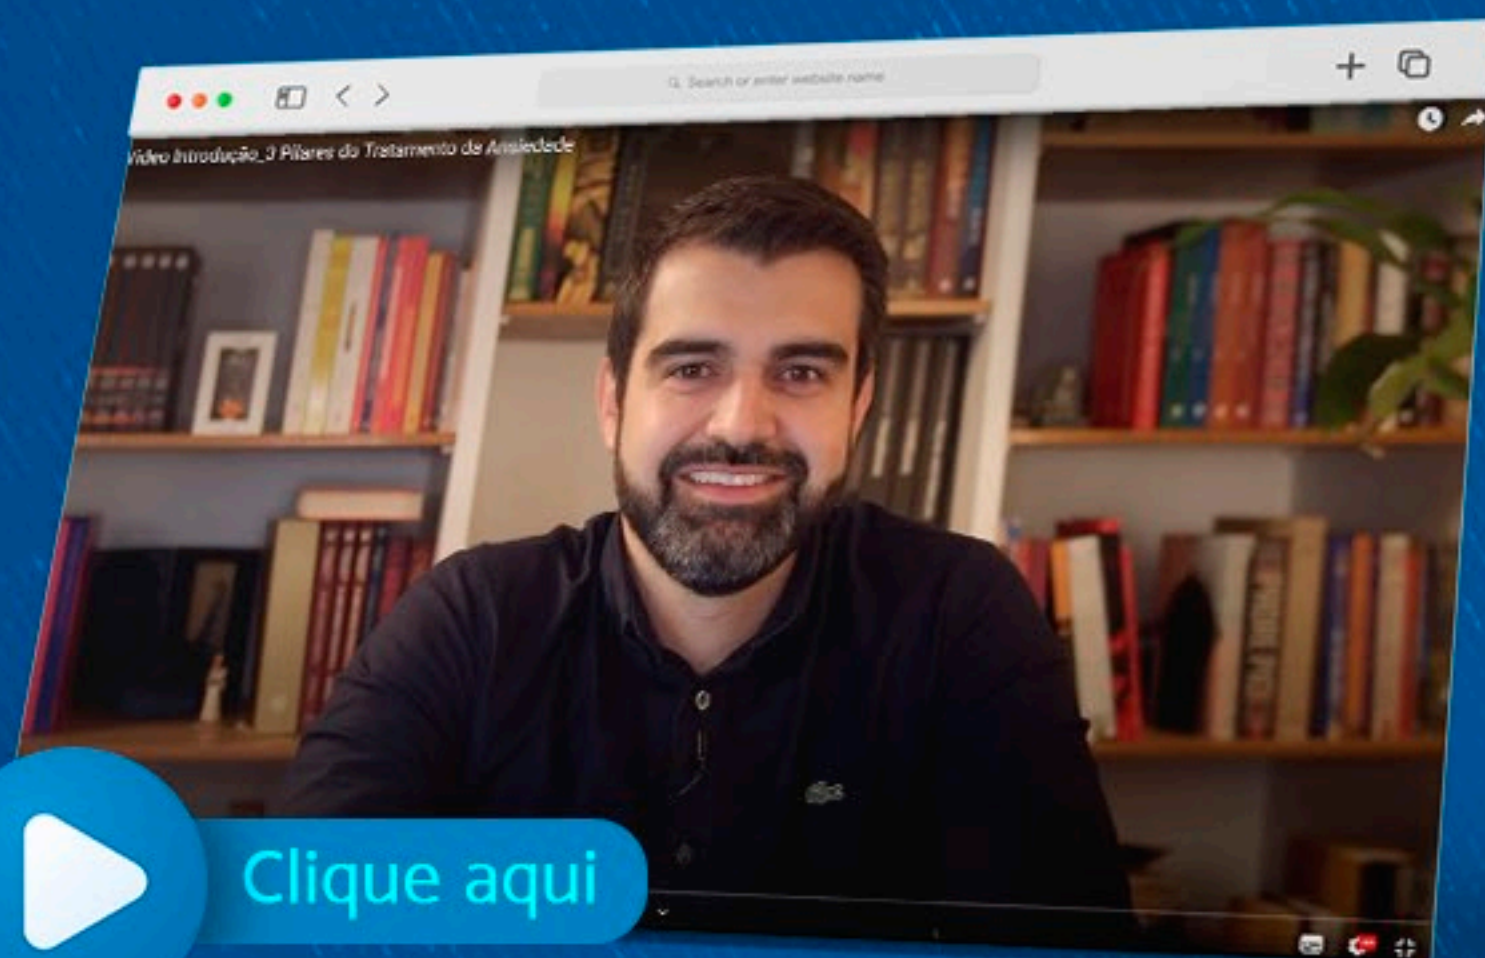 Search or enter website name
Vídeo Introdução_3 Pilares do Tratamento da Ansiedade
Clique aqui